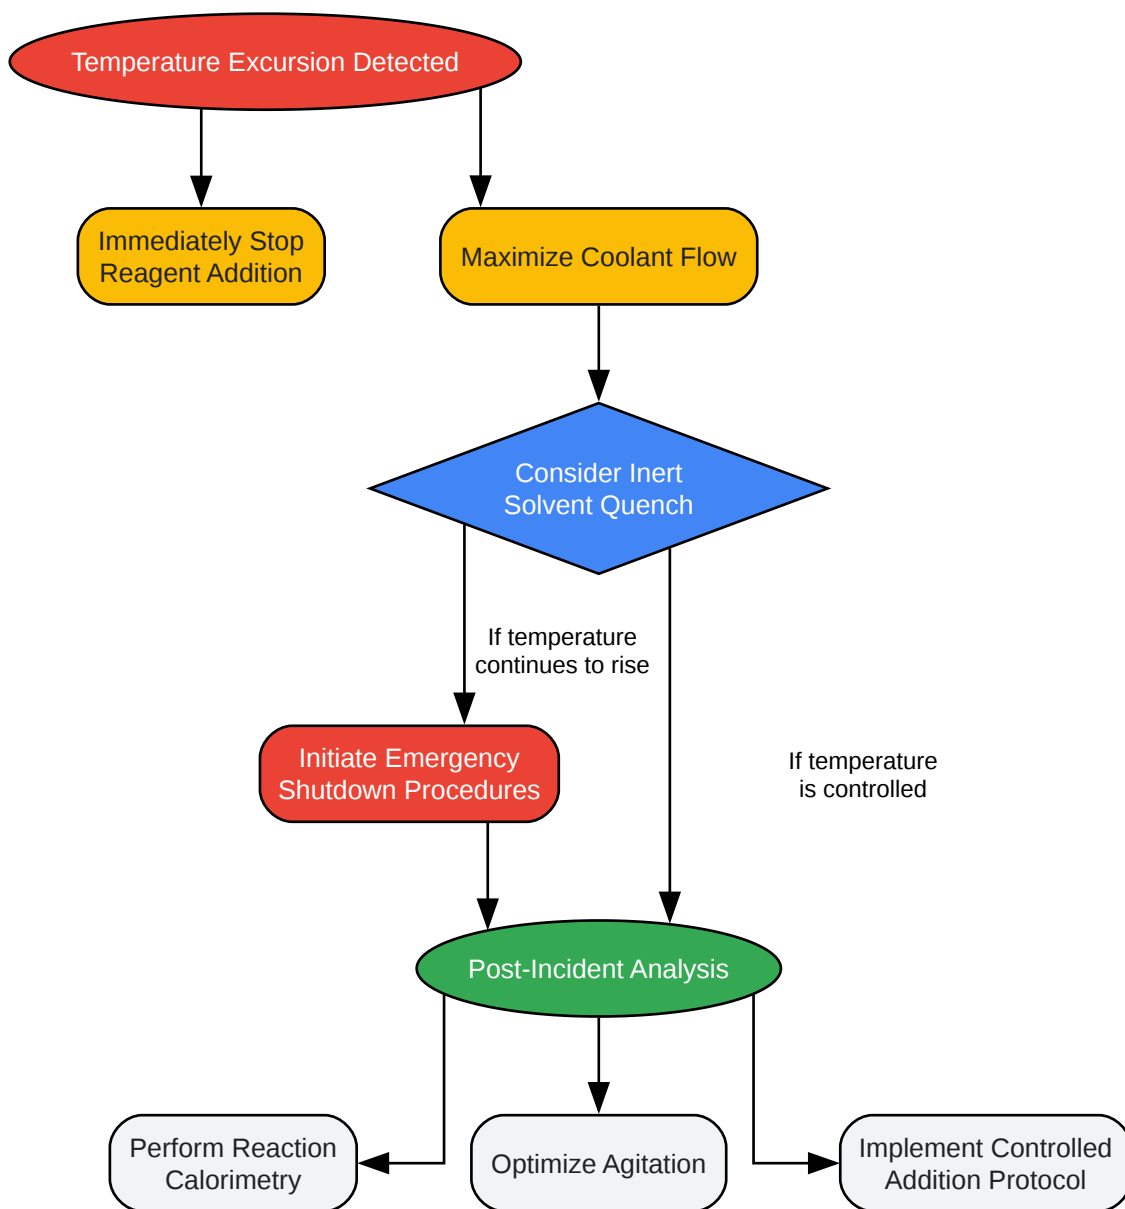 Temperature Excursion Detected
Immediately Stop
Reagent Addition
Maximize Coolant Flow
Consider Inert
Solvent Quench
If temperature
continues to rise
Initiate Emergency
Shutdown Procedures
If temperature
is controlled
Post-Incident Analysis
Perform Reaction
Calorimetry
Optimize Agitation
Implement Controlled
Addition Protocol